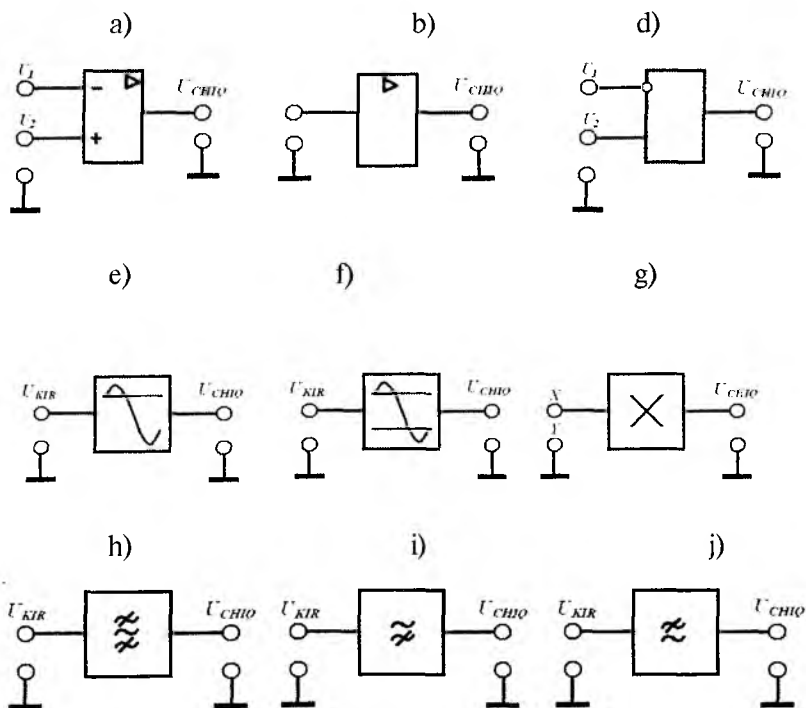 a) b) d)
U1 UCHIQ UCHIQ U1 UCHIQ
−
U2 U2
+
e) f) g)
UKIR UCHIQ UKIR UCHIQ X UCHIQ
Y
h) i) j)
UKIR UCHIQ UKIR UCHIQ UKIR UCHIQ